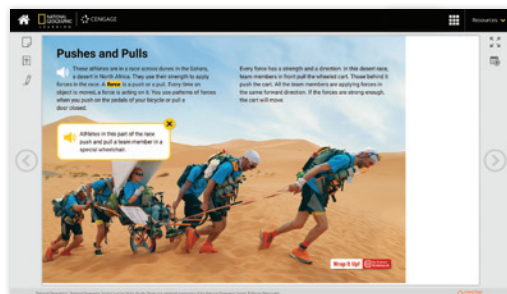 NATIONAL
GEOGRAPHIC
LEARNING
CENGAGE
Resources
Pushes and Pulls
These athletes are in a race across dunes in the Sahara,
a desert in North Africa. They use their strength to apply
forces in the race. A force is a push or a pull. Every time an
object is moved, a force is acting on it. You use patterns of forces
when you push on the pedals of your bicycle or pull a
door closed.
Every force has a strength and a direction. In this desert race,
team members in front pull the wheeled cart. Those behind it
push the cart. All the team members are applying forces in
the same forward direction. If the forces are strong enough,
the cart will move.
Athletes in this part of the race
push and pull a team member in a
special wheelchair.
Wrap It Up!